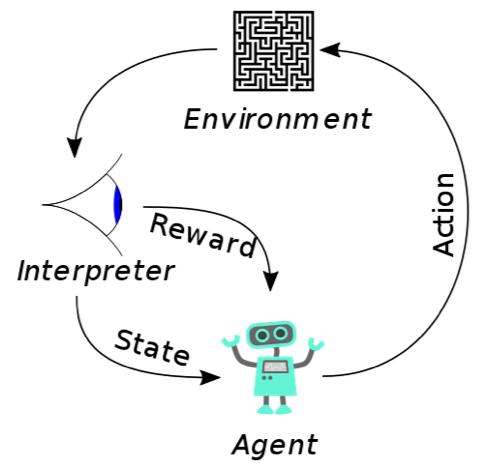 Environment
Reward
Action
Interpreter
State
Agent